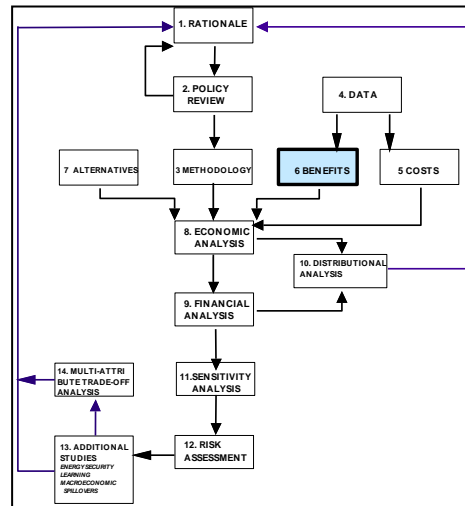 1. RATIONALE
2. POLICY
REVIEW
4. DATA
7 ALTERNATIVES
3 METHODOLOGY
6 BENEFITS
5 COSTS
8. ECONOMIC
ANALYSIS
10. DISTRIBUTIONAL
ANALYSIS
9. FINANCIAL
ANALYSIS
11.SENSITIVITY
ANALYSIS
14. MULTI-ATTRI
BUTE TRADE-OFF
ANALYSIS
12. RISK
ASSESSMENT
13. ADDITIONAL
STUDIES
ENERGY SECURITY
LEARNING
MACROECONOMIC
SPILLOVERS